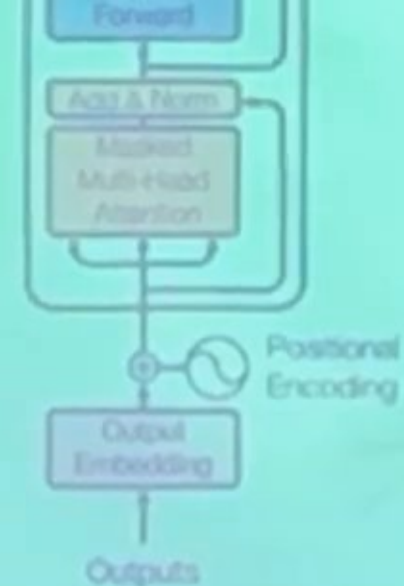 Forward
Add & Norm
Masked
Multi-Head
Attention
Positional
Encoding
Output
Embedding
Outputs